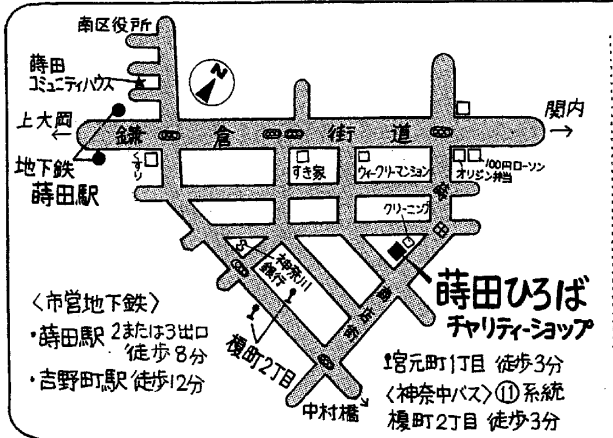 南区役所
蒔田
コミュニティハウス
N
上大岡
鎌倉街道
関内
地下鉄
蒔田駅
くすり
すき家
ウィークリーマンション
100円ローソン
オリジン弁当
クリーニング
神奈川
銀行
商店街
榎町2丁目
中村橋
蒔田ひろば
チャリティーショップ
〈市営地下鉄〉
・蒔田駅 2または3出口
徒歩8分
・吉野町駅 徒歩12分
宮元町1丁目 徒歩3分
〈神奈中バス〉⑪系統
榎町2丁目 徒歩3分